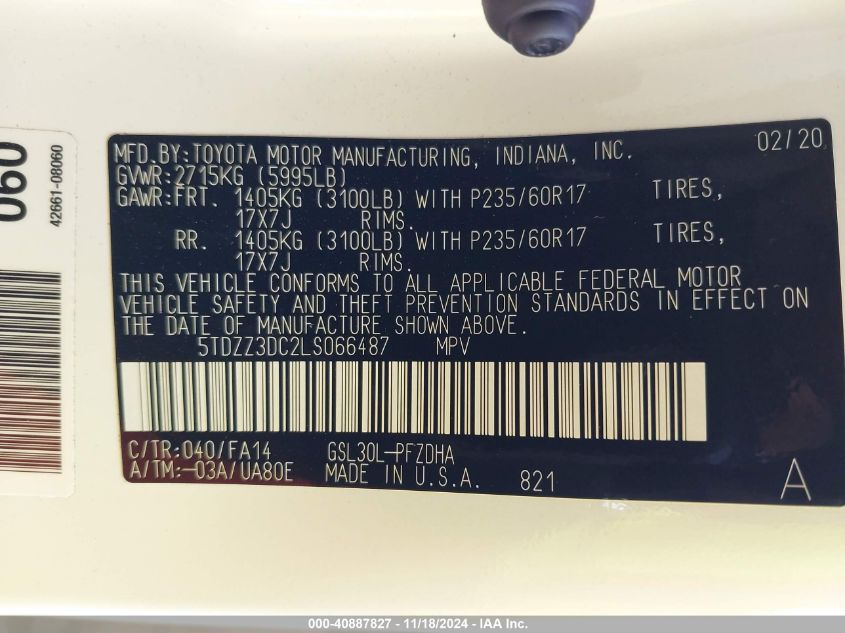 060
42661-08060
MFD.BY:TOYOTA MOTOR MANUFACTURING, INDIANA, INC. 02/20
GVWR:2715KG (5995LB)
GAWR:FRT. 1405KG (3100LB) WITH P235/60R17 TIRES,
17X7J RIMS.
RR. 1405KG (3100LB) WITH P235/60R17 TIRES,
17X7J RIMS.
THIS VEHICLE CONFORMS TO ALL APPLICABLE FEDERAL MOTOR
VEHICLE SAFETY AND THEFT PREVENTION STANDARDS IN EFFECT ON
THE DATE OF MANUFACTURE SHOWN ABOVE.
5TDZZ3DC2LS066487 MPV
C/TR:040/FA14 GSL30L-PFZDHA
A/TM:-03A/UA80E MADE IN U.S.A. 821 A
000-40887827 - 11/18/2024 - IAA Inc.